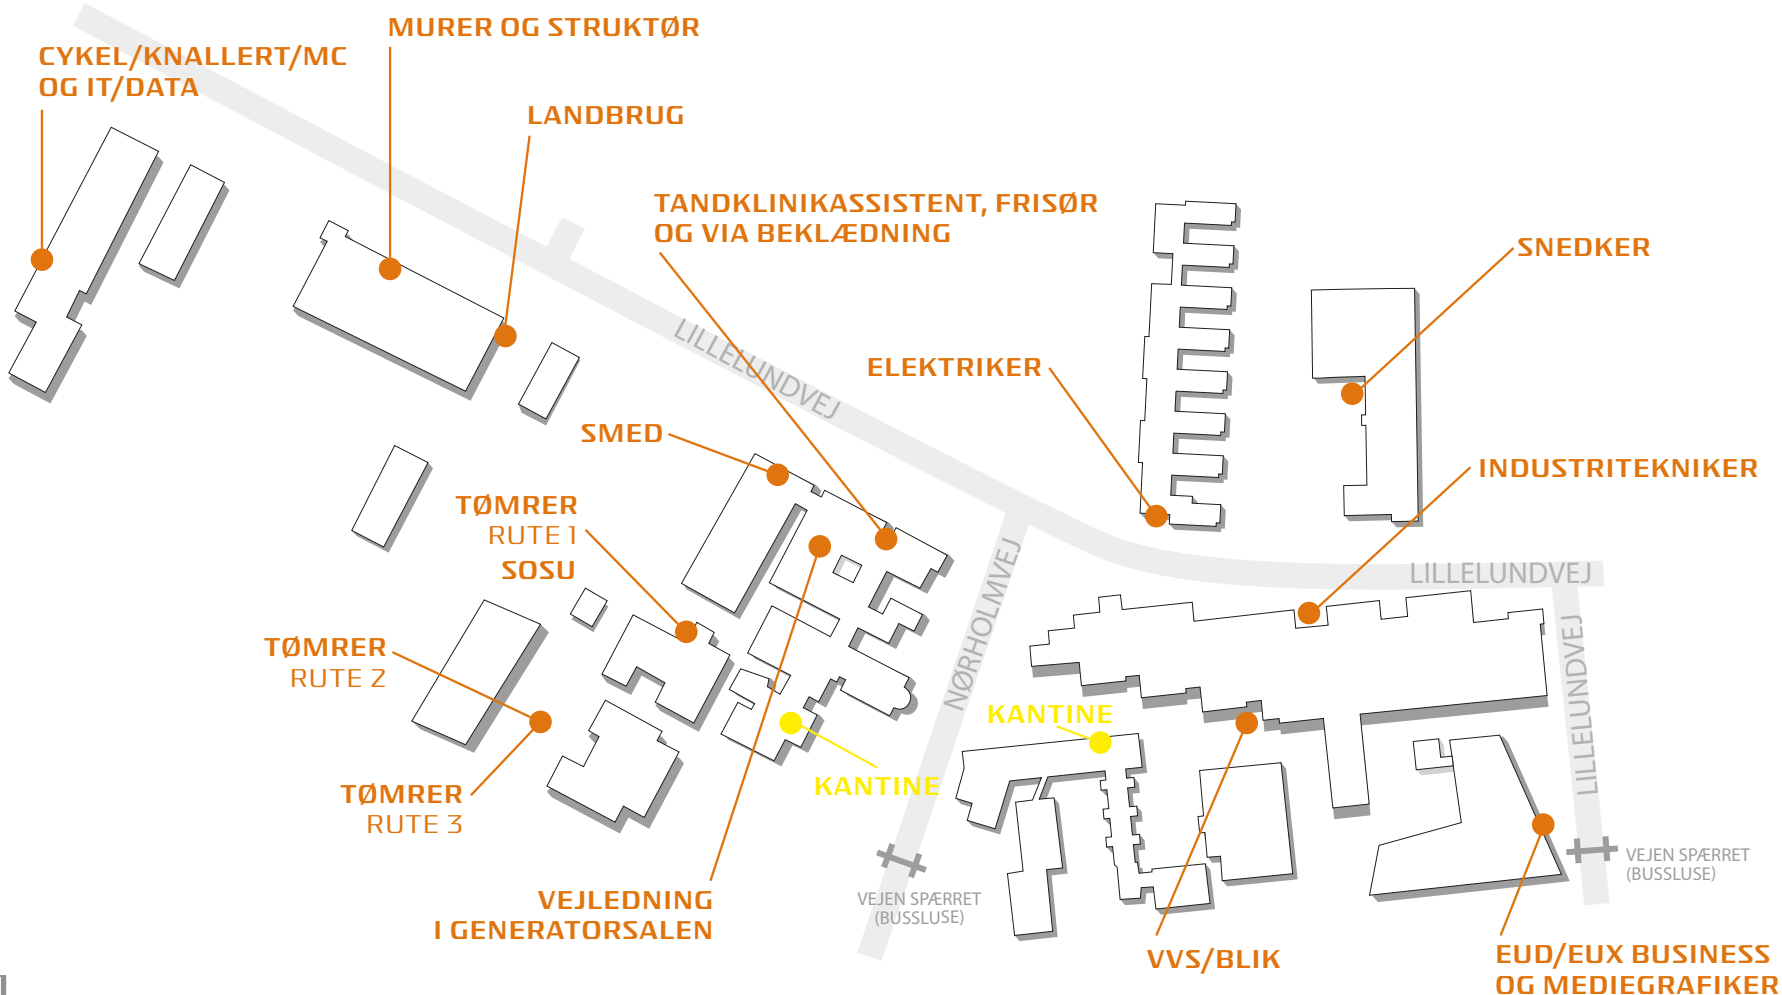 MURER OG STRUKTØR
CYKEL/KNALLERT/MC
OG IT/DATA
LANDBRUG
TANDKLINIKASSISTENT, FRISØR
OG VIA BEKLÆDNING
SNEDKER
LILLELUNDVEJ
ELEKTRIKER
SMED
INDUSTRITEKNIKER
TØMRER
RUTE 1
SOSU
NØRHOLMVEJ
LILLELUNDVEJ
LILLELUNDVEJ
TØMRER
RUTE 2
KANTINE
KANTINE
TØMRER
RUTE 3
VEJLEDNING
I GENERATORSALEN
VEJEN SPÆRRET
(BUSSLUSE)
VEJEN SPÆRRET
(BUSSLUSE)
VVS/BLIK
EUD/EUX BUSINESS
OG MEDIEGRAFIKER